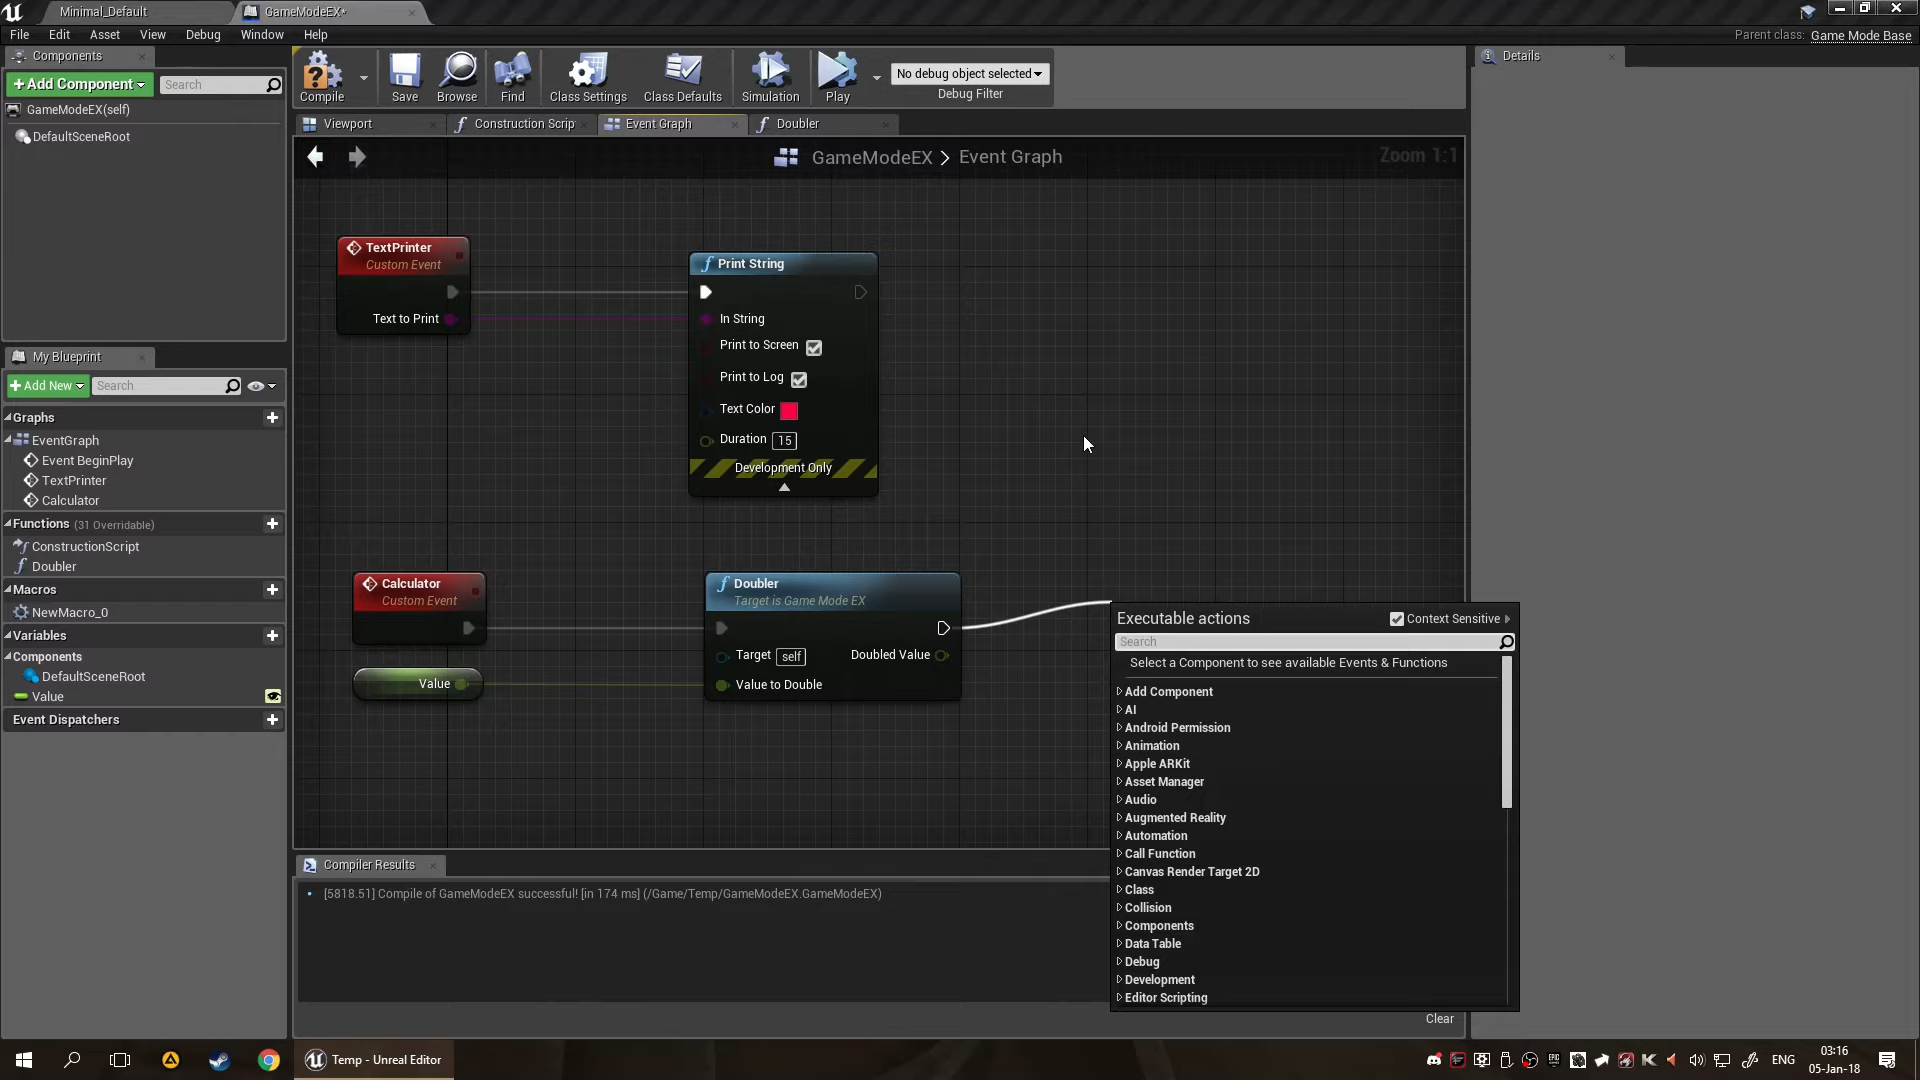 Minimal_Default
GameModeEX*
File Edit Asset View Debug Window Help
Parent class: Game Mode Base
Components
+ Add Component
Search
GameModeEX(self)
DefaultSceneRoot
Compile
Save
Browse
Find
Class Settings
Class Defaults
Simulation
Play
No debug object selected
Debug Filter
Details
Viewport
Construction Scrip
Event Graph
Doubler
GameModeEX > Event Graph
Zoom 1:1
TextPrinter
Custom Event
Text to Print
Print String
In String
Print to Screen
Print to Log
Text Color
Duration 15
Development Only
My Blueprint
+ Add New
Search
Graphs
EventGraph
Event BeginPlay
TextPrinter
Calculator
Functions (31 Overridable)
ConstructionScript
Doubler
Macros
NewMacro_0
Variables
Components
DefaultSceneRoot
Value
Event Dispatchers
Calculator
Custom Event
Value
Doubler
Target is Game Mode EX
Target self
Doubled Value
Value to Double
Executable actions
Context Sensitive
Search
Select a Component to see available Events & Functions
Add Component
AI
Android Permission
Animation
Apple ARKit
Asset Manager
Audio
Augmented Reality
Automation
Call Function
Canvas Render Target 2D
Class
Collision
Components
Data Table
Debug
Development
Editor Scripting
Compiler Results
[5818.51] Compile of GameModeEX successful! [in 174 ms] (/Game/Temp/GameModeEX.GameModeEX)
Clear
Temp - Unreal Editor
ENG
03:16
05-Jan-18